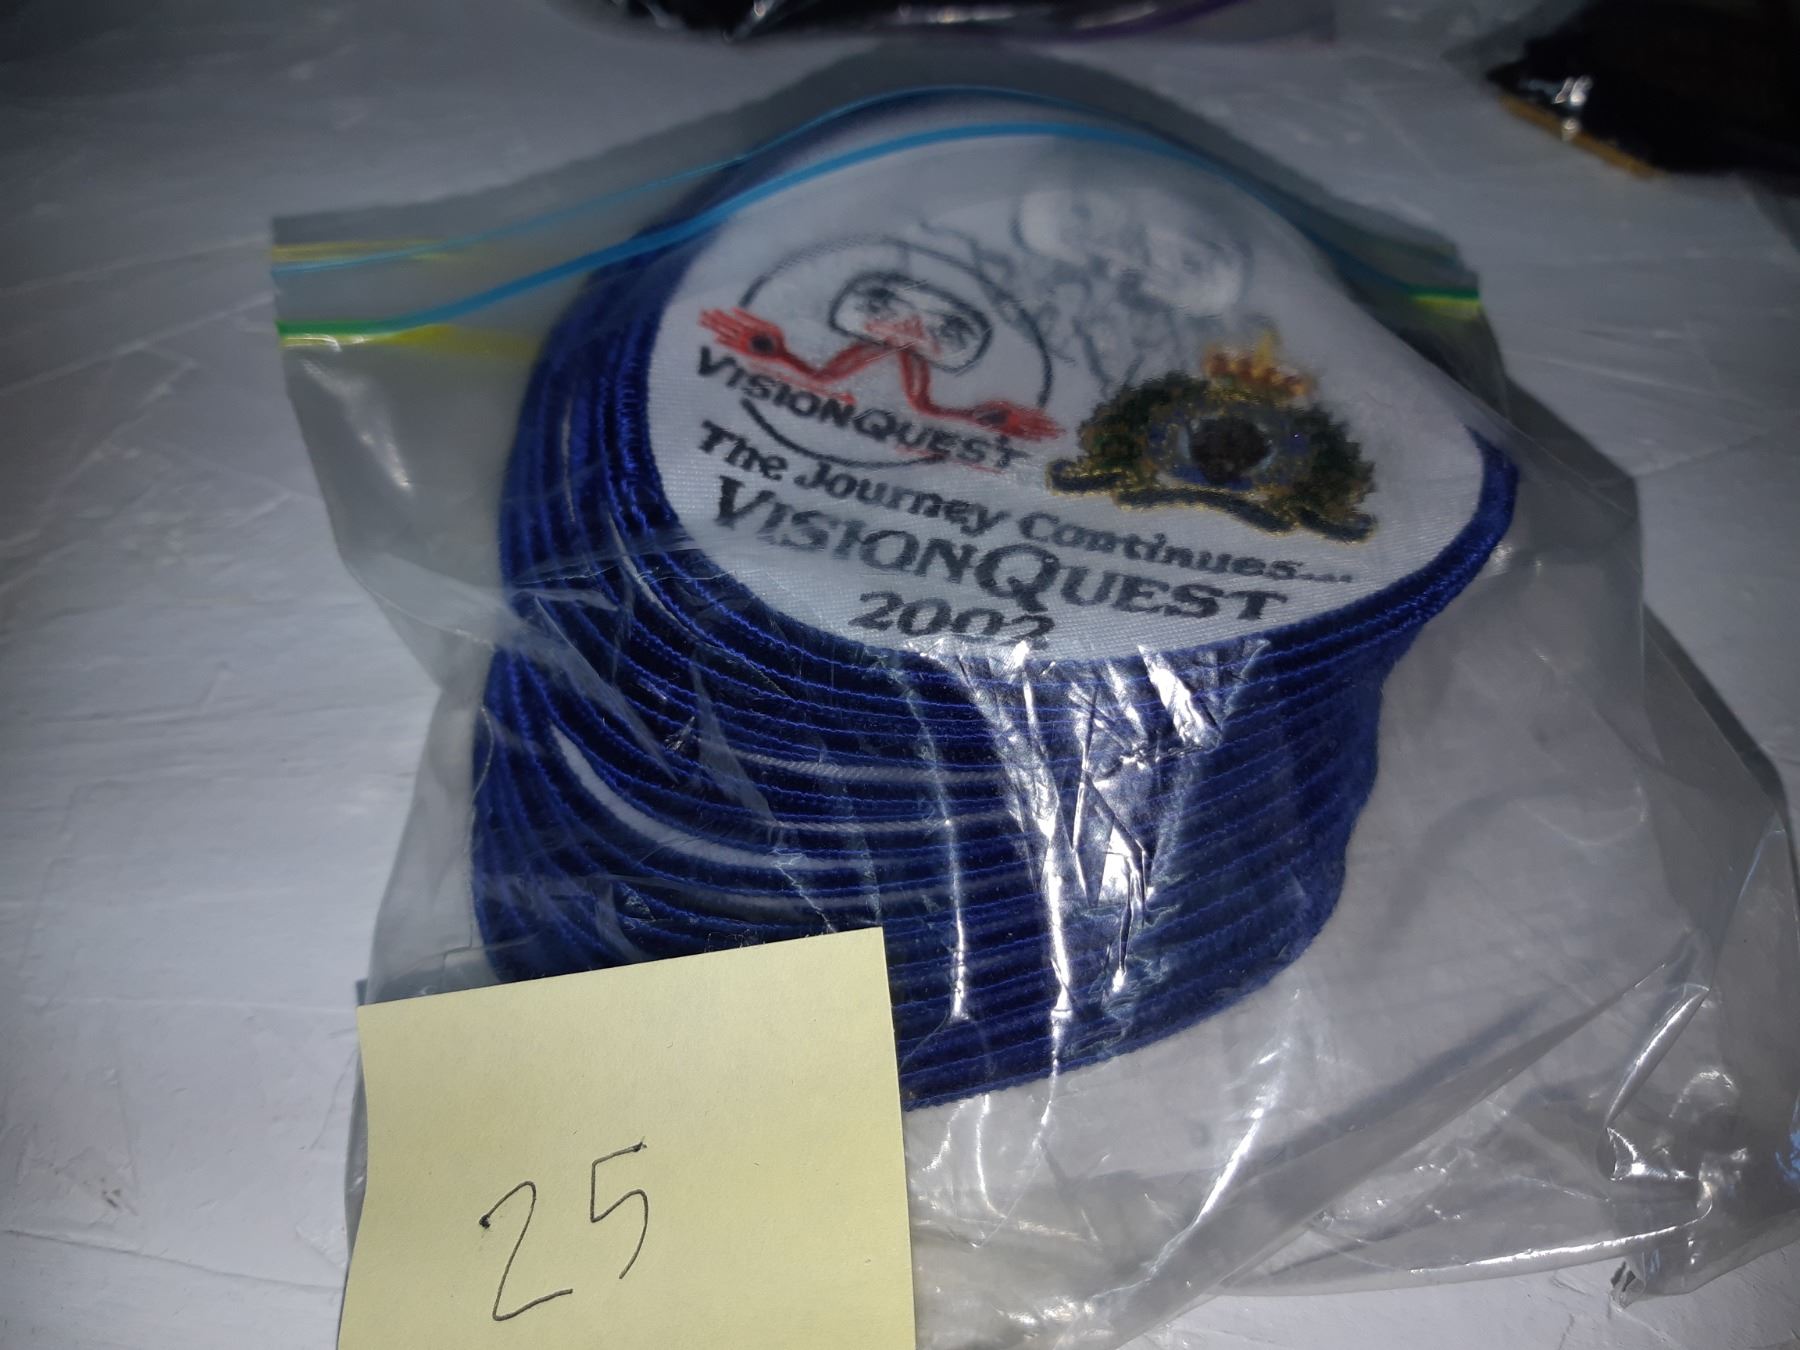 VISIONQUEST
The Journey Continues....
VISIONQUEST
2002
25